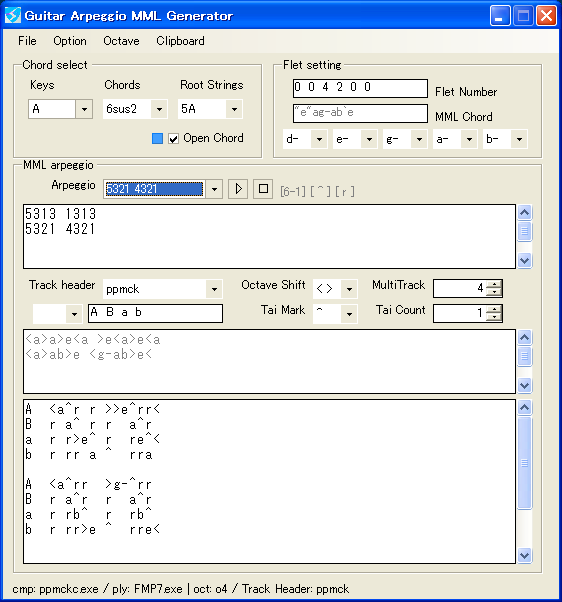 Guitar Arpeggio MML Generator
File Option Octave Clipboard
Chord select
Keys Chords Root Strings
A 6sus2 5A
Open Chord
Flet setting
0 0 4 2 0 0 Flet Number
"e"ag-ab`e MML Chord
d- e- g- a- b-
MML arpeggio
Arpeggio 5321 4321 [6-1] [ ^ ] [ r ]
5313 1313
5321 4321
Track header ppmck Octave Shift < > MultiTrack 4
A B a b Tai Mark ^ Tai Count 1
<a>a>e<a >e<a>e<a
<a>ab>e <g-ab>e<
A <a^r r >>e^rr<
B r a^ r r a^r
a r r>e^ r re^<
b r rr a ^ rra
A <a^rr >g-^rr
B r a^r r a^r
a r rb^ r rb^
b r rr>e ^ rre<
cmp: ppmckc.exe / ply: FMP7.exe | oct: o4 / Track Header: ppmck